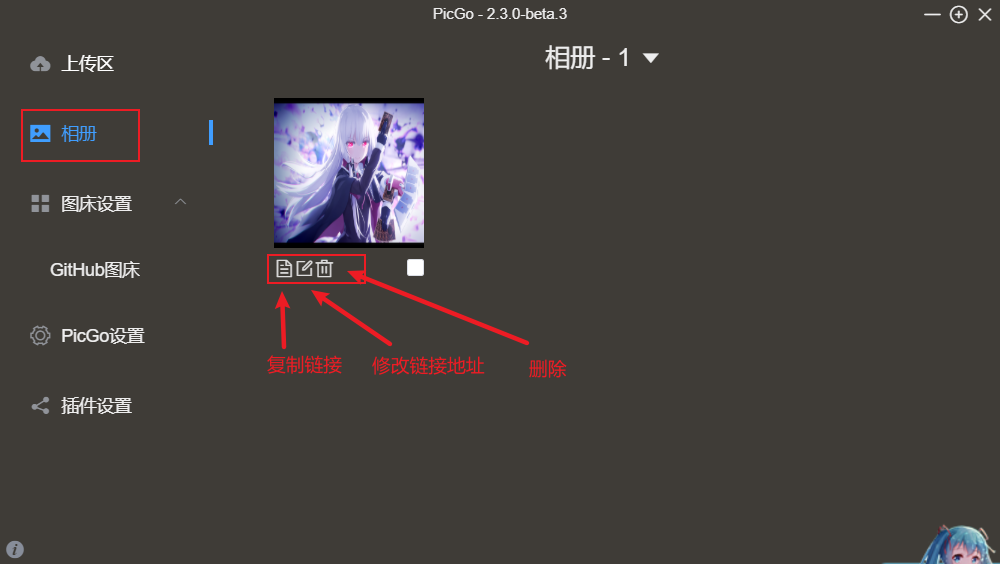 PicGo - 2.3.0-beta.3
上传区
相册
图床设置
GitHub图床
PicGo设置
插件设置
相册 - 1
复制链接
修改链接地址
删除